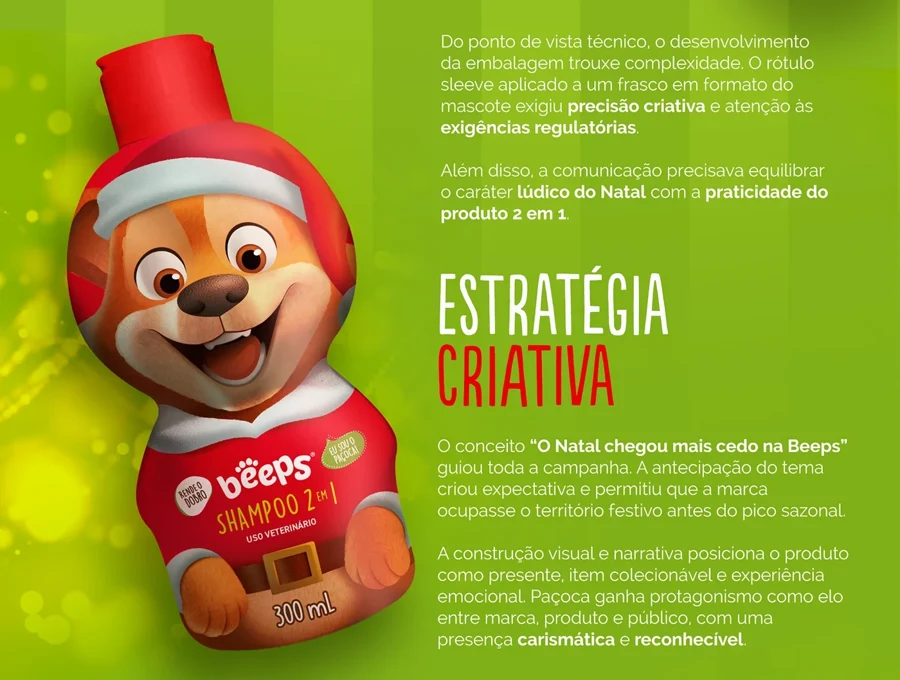 Do ponto de vista técnico, o desenvolvimento
da embalagem trouxe complexidade. O rótulo
sleeve aplicado a um frasco em formato do
mascote exigiu precisão criativa e atenção às
exigências regulatórias.
Além disso, a comunicação precisava equilibrar
o caráter lúdico do Natal com a praticidade do
produto 2 em 1.
ESTRATÉGIA
CRIATIVA
O conceito “O Natal chegou mais cedo na Beeps”
guiou toda a campanha. A antecipação do tema
criou expectativa e permitiu que a marca
ocupasse o território festivo antes do pico sazonal.
A construção visual e narrativa posiciona o produto
como presente, item colecionável e experiência
emocional. Paçoca ganha protagonismo como elo
entre marca, produto e público, com uma
presença carismática e reconhecível.
RENDE O
DOBRO
beeps®
EU SOU O
PAÇOCA!
SHAMPOO 2 EM 1
USO VETERINÁRIO
300 mL